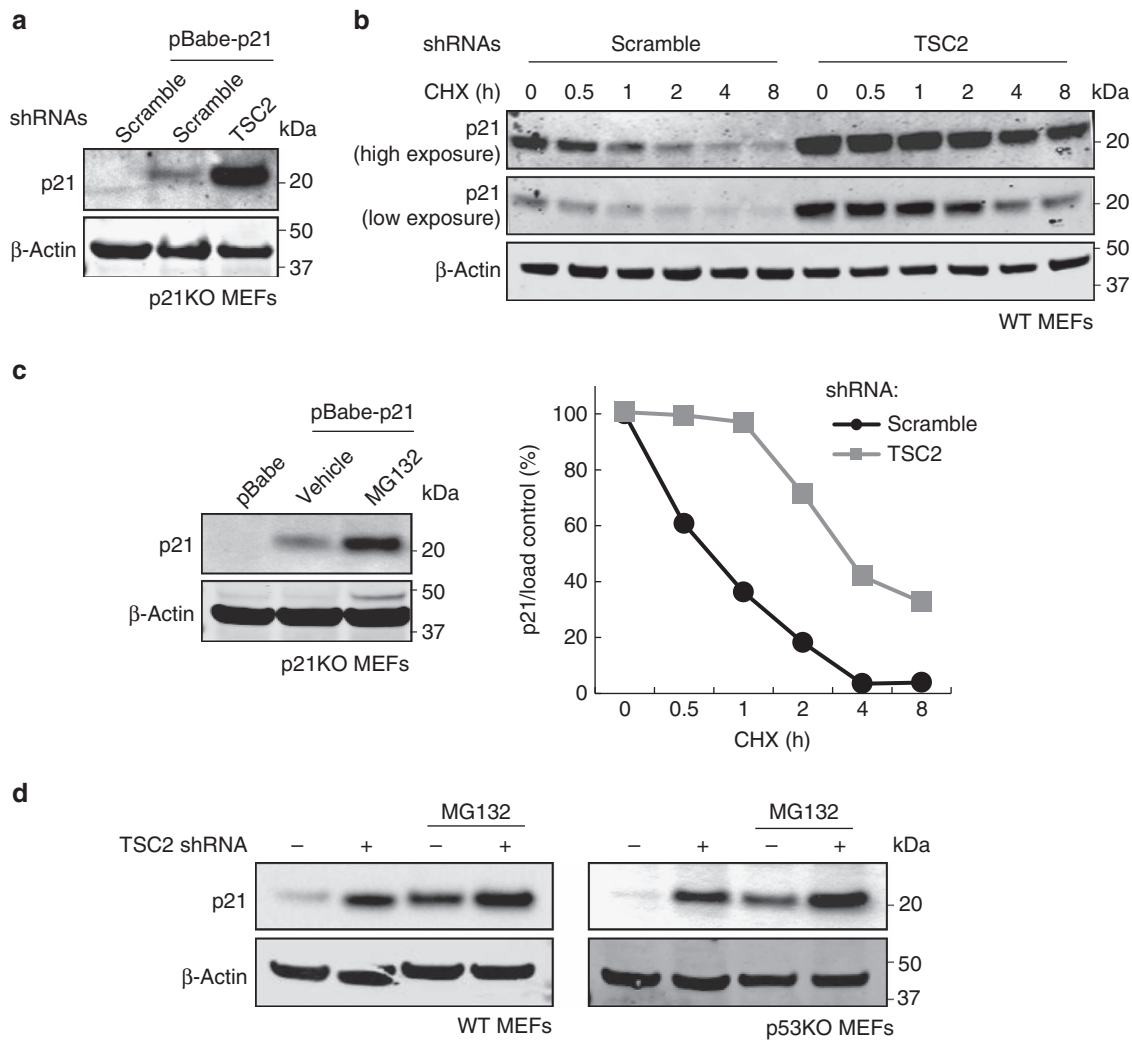 a
pBabe-p21
shRNAs
Scramble
Scramble
TSC2
kDa
p21
20
β-Actin
50
37
p21KO MEFs
b
shRNAs Scramble TSC2
CHX (h) 0 0.5 1 2 4 8 0 0.5 1 2 4 8 kDa
p21
(high exposure)
20
p21
(low exposure)
20
β-Actin
50
37
WT MEFs
c
pBabe-p21
pBabe
Vehicle
MG132
kDa
p21
20
β-Actin
50
37
p21KO MEFs
p21/load control (%)
100
80
60
40
20
0
0 0.5 1 2 4 8
CHX (h)
shRNA:
Scramble
TSC2
d
MG132 MG132
TSC2 shRNA – + – + – + – + kDa
p21
20
β-Actin
50
37
WT MEFs
p53KO MEFs